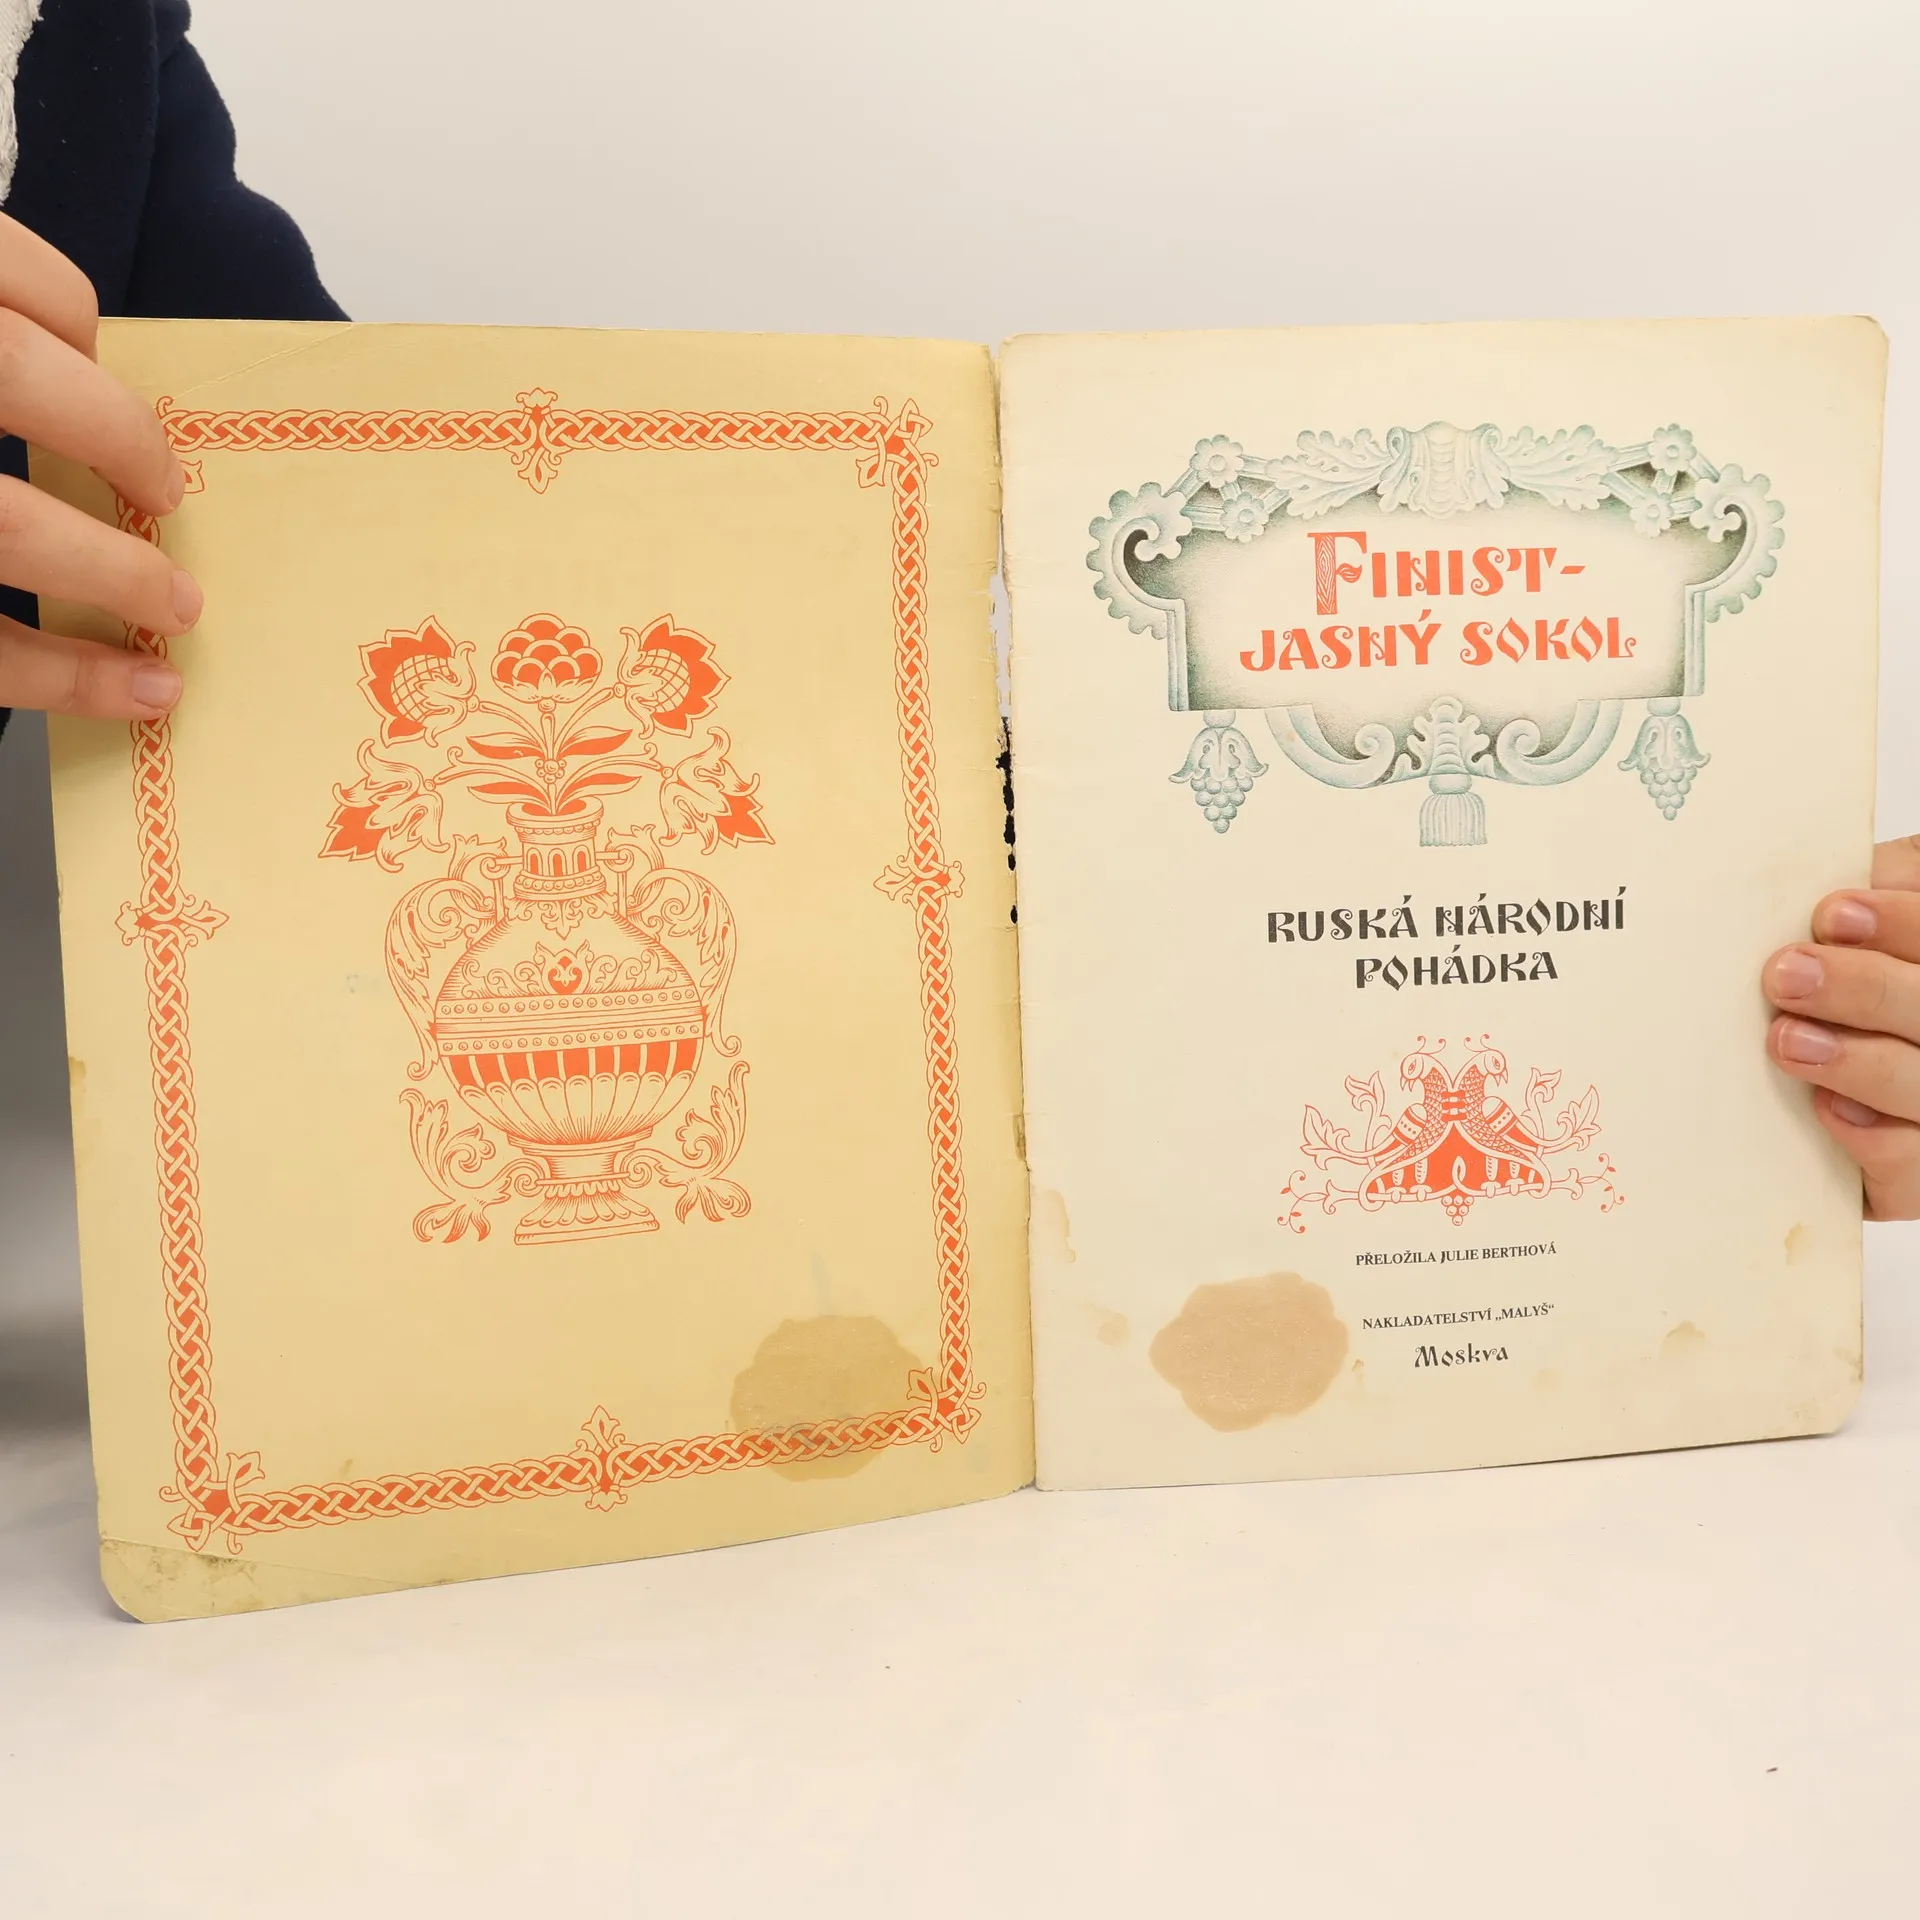 FINIST-
JASNÝ SOKOL
RUSKÁ NÁRODNÍ
POHÁDKA
PŘELOŽILA JULIE BERTHOVÁ
NAKLADATELSTVÍ „MALYŠ“
Moskva